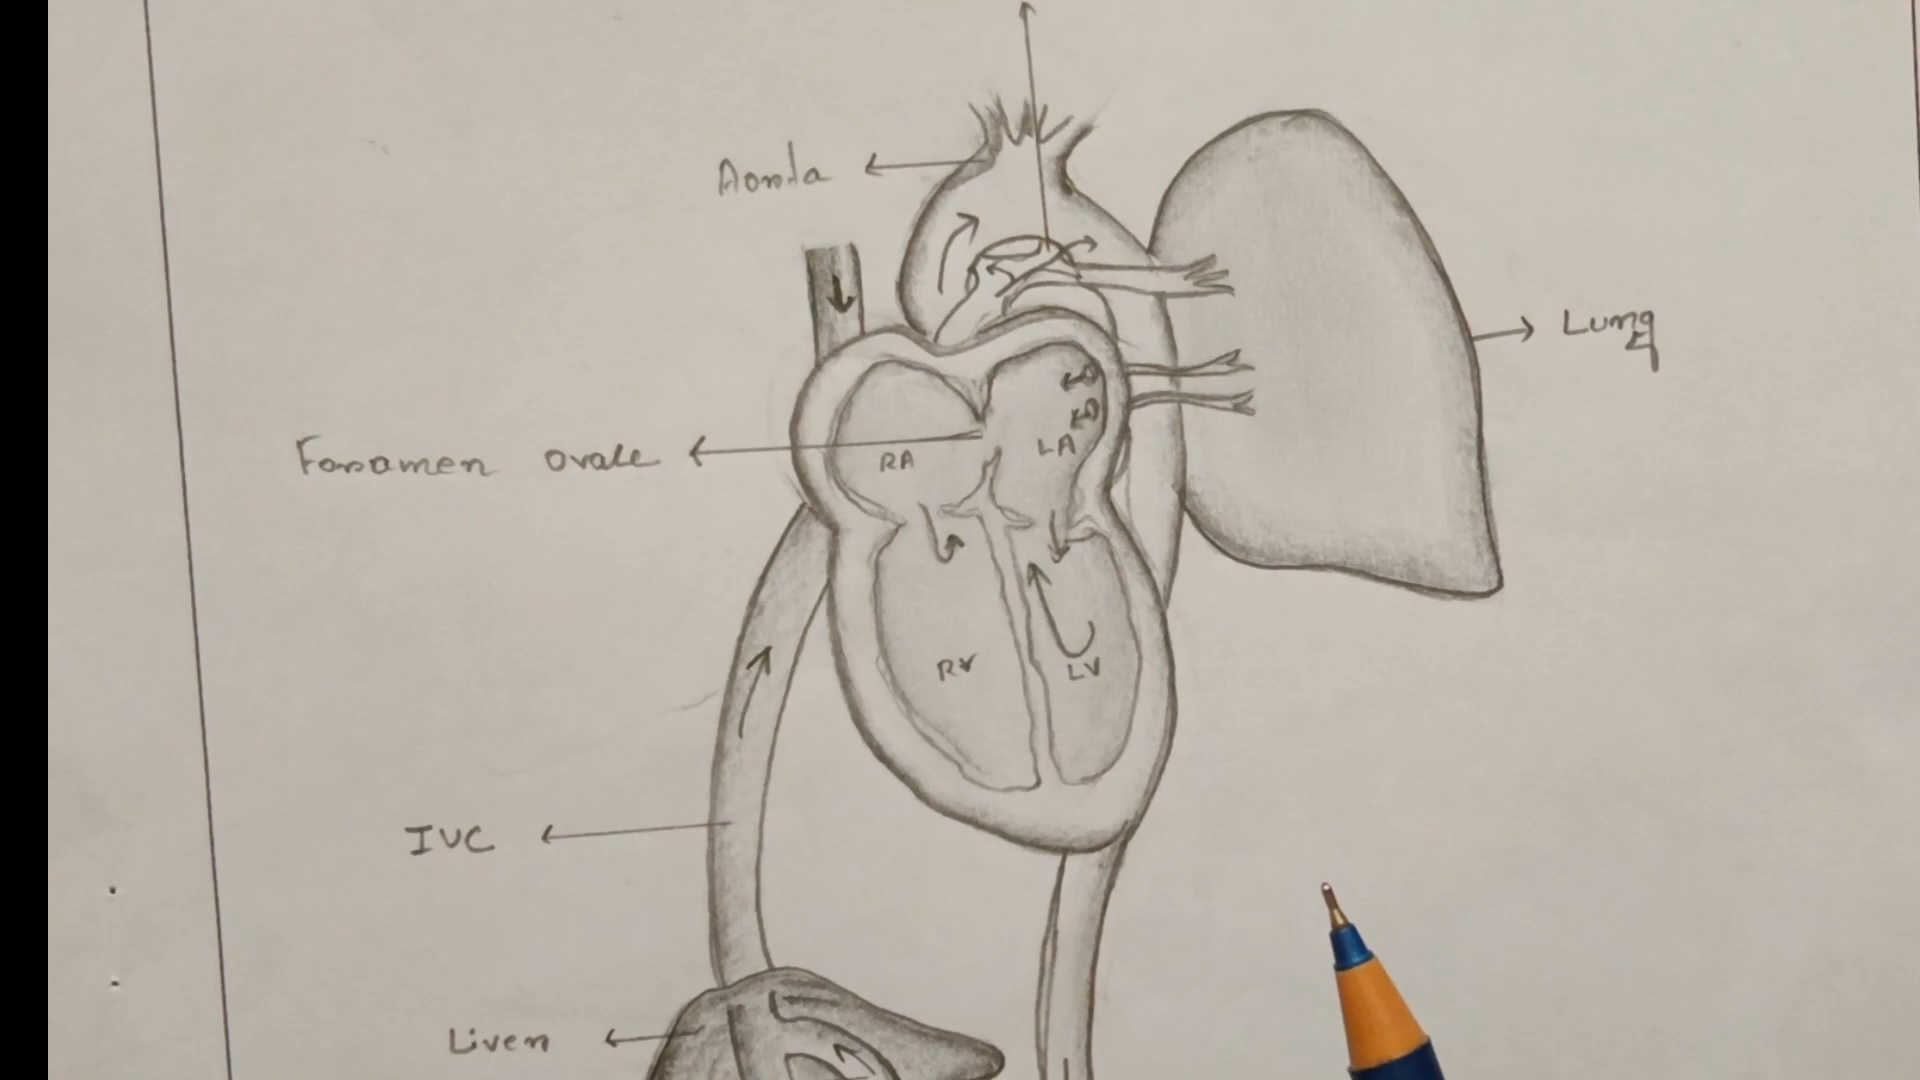 Aorta
Lung
Foramen ovale
RA
LA
RV
LV
IVC
Liver